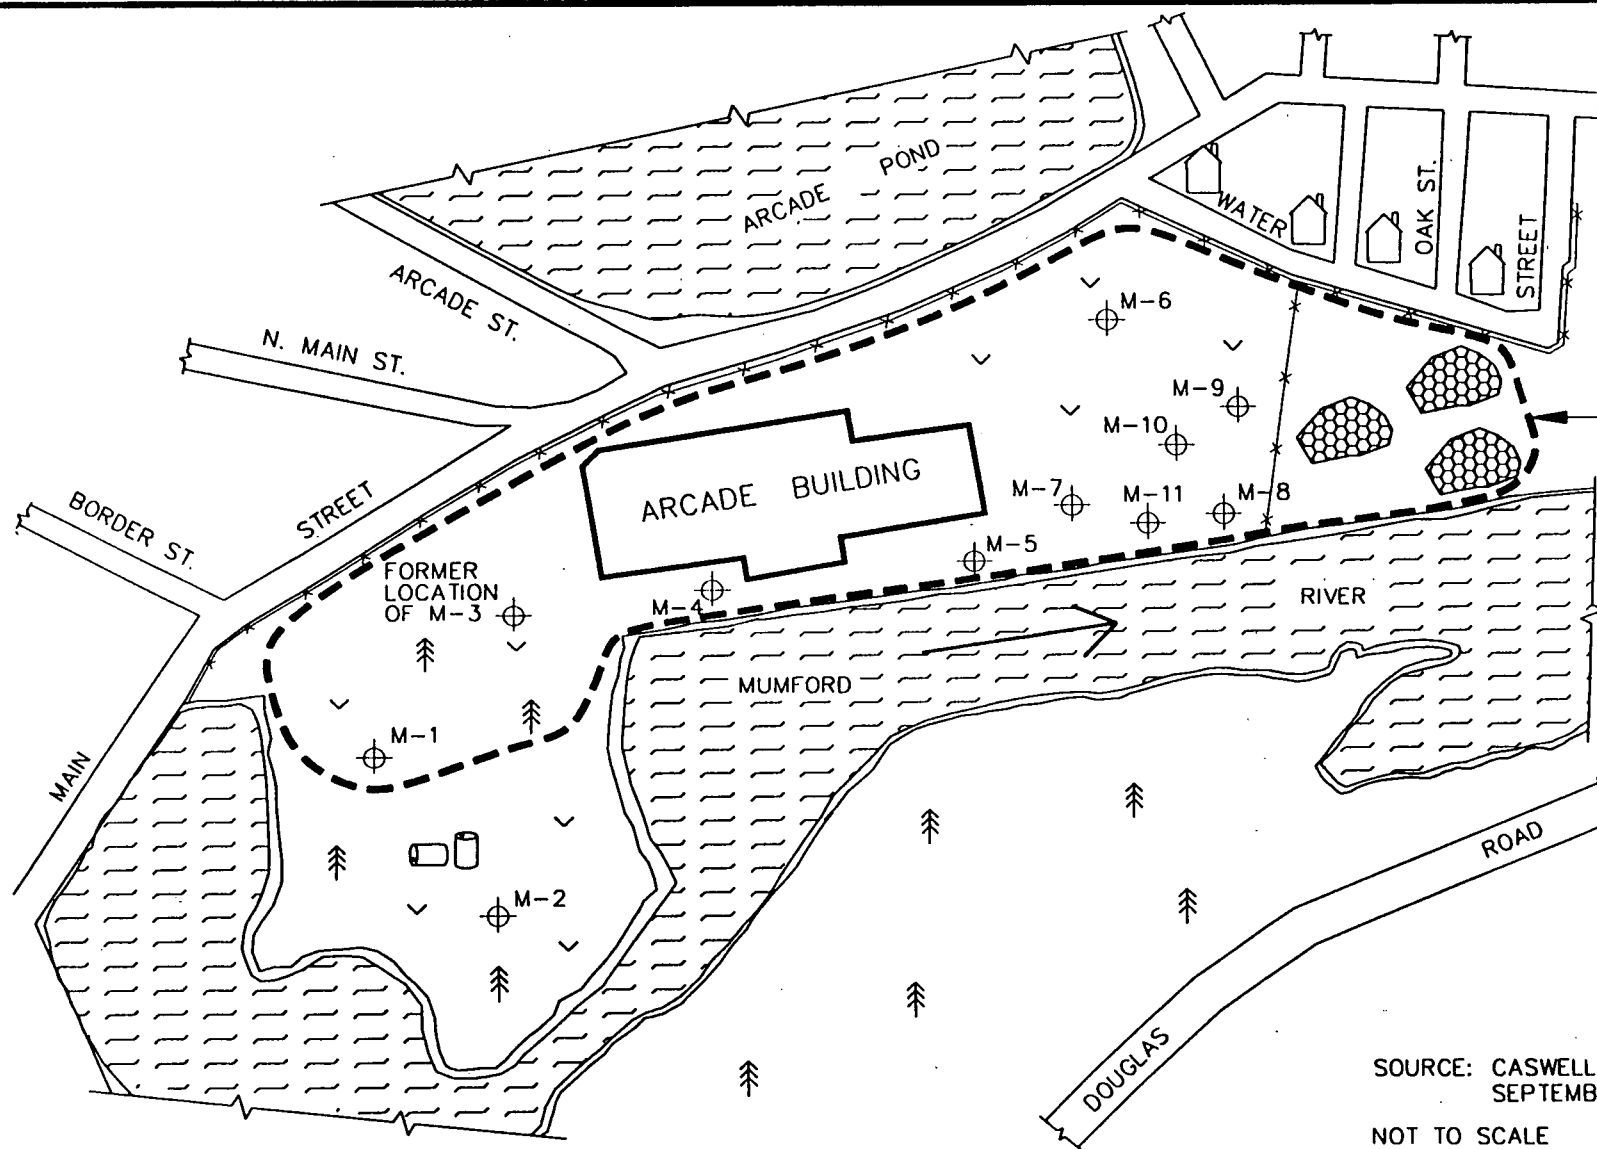 ARCADE POND
WATER
OAK ST.
STREET
ARCADE ST.
N. MAIN ST.
BORDER ST.
STREET
MAIN
M-6
M-9
M-10
M-7
M-11
M-8
M-5
ARCADE BUILDING
FORMER
LOCATION
OF M-3
M-4
M-1
M-2
RIVER
MUMFORD
ROAD
DOUGLAS
SOURCE: CASWELL
SEPTEMB
NOT TO SCALE